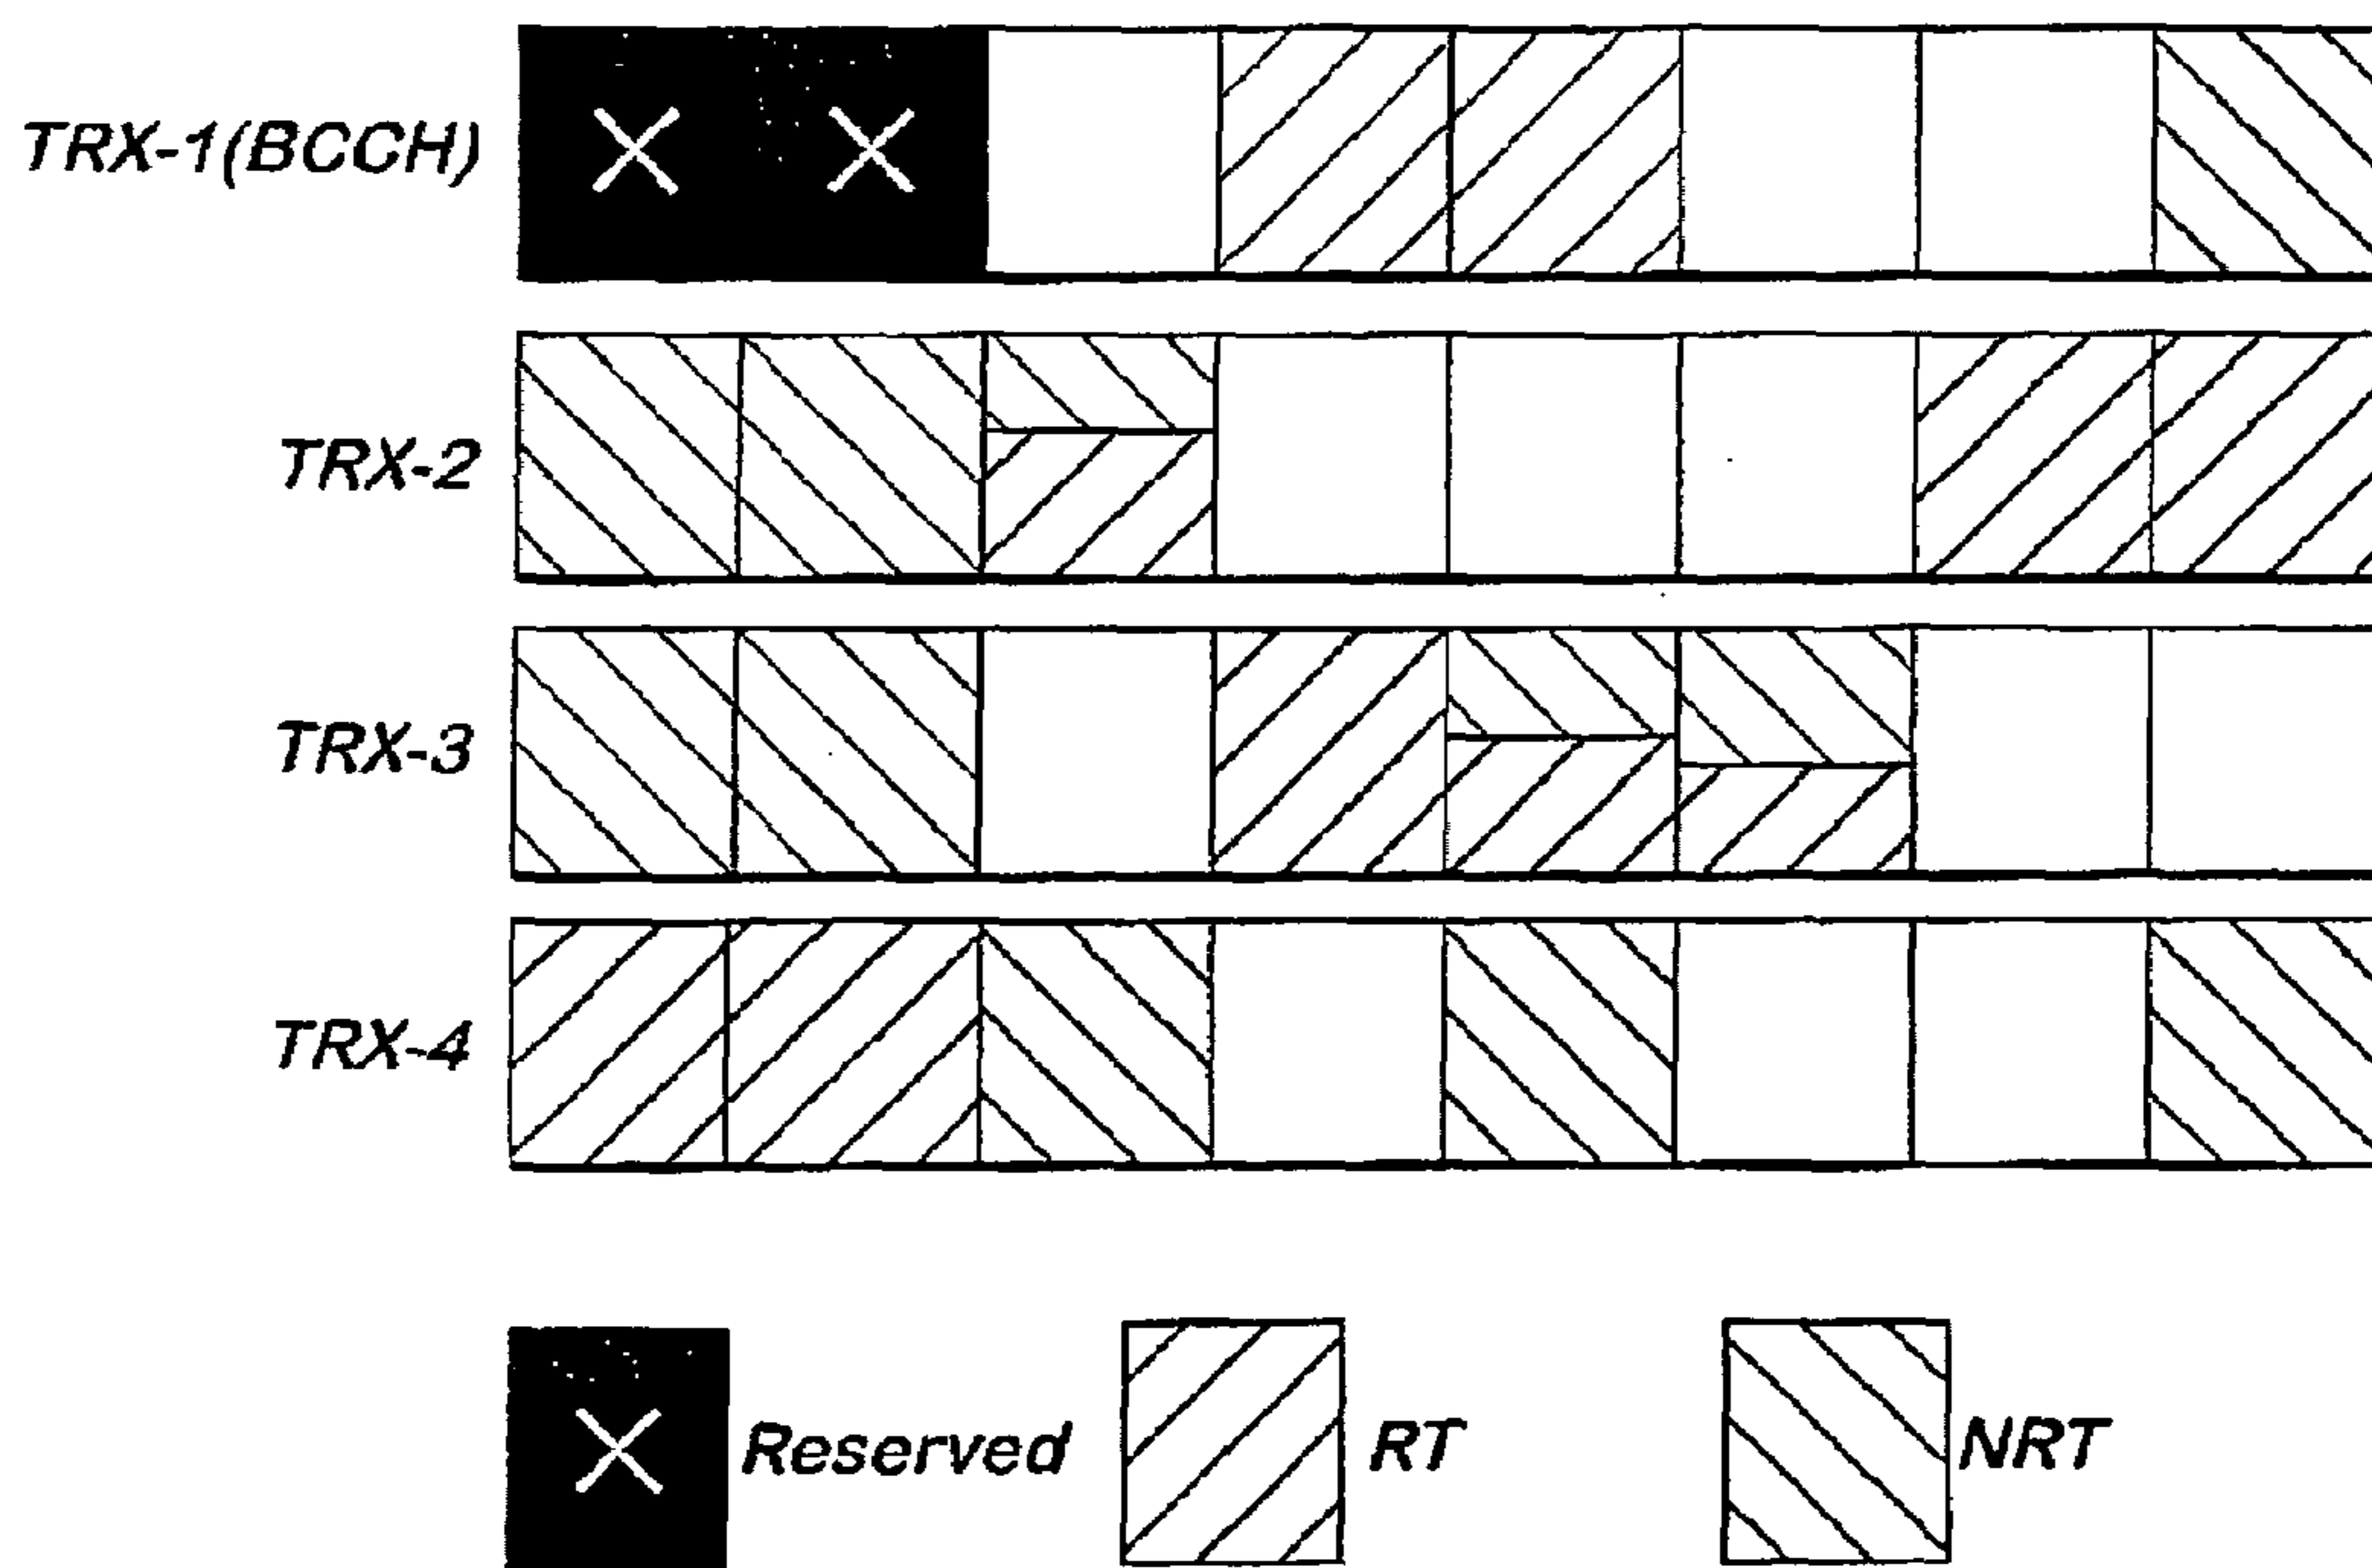 TRX-1(BCCH)
TRX-2
TRX-3
TRX-4
X Reserved RT NRT